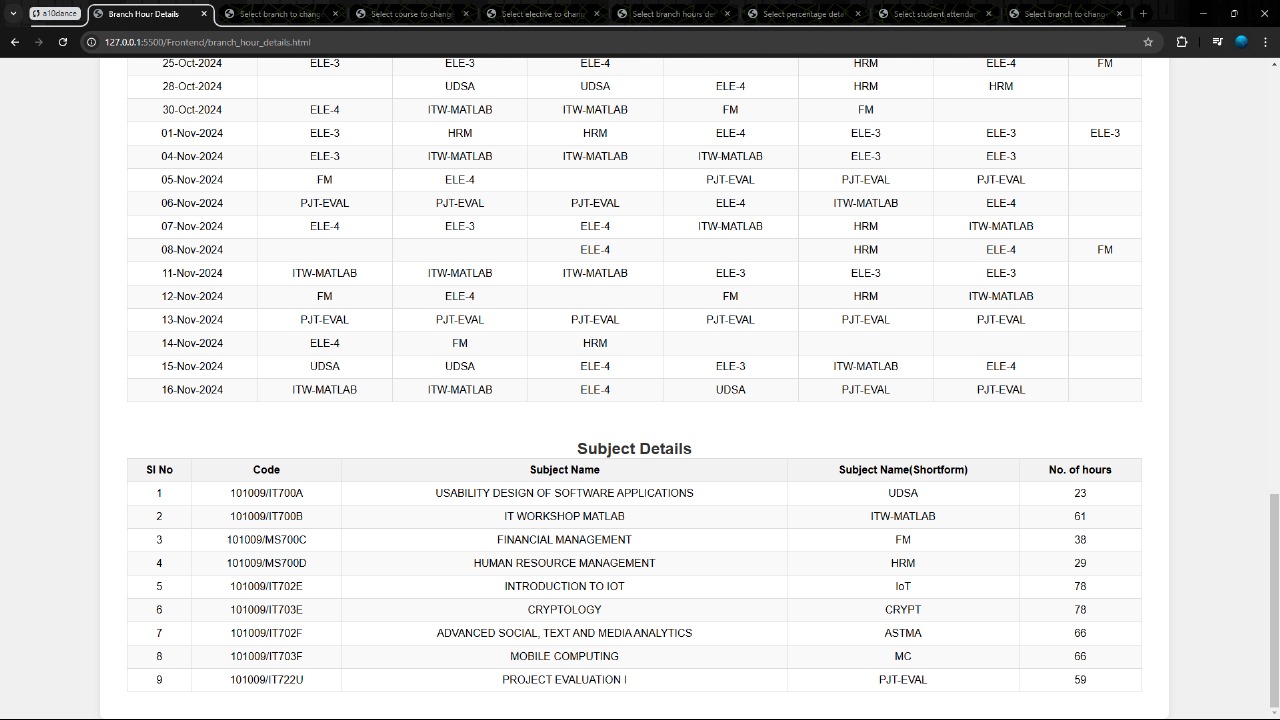 a10dance
Branch Hour Details
Select branch to chang
Select course to chang
Select elective to chan
Select branch hours de
Select percentage deta
Select student attendan
Select branch to change
127.0.0.1:5500/Frontend/branch_hour_details.html
25-Oct-2024 ELE-3 ELE-3 ELE-4 HRM ELE-4 FM
28-Oct-2024 UDSA UDSA ELE-4 HRM HRM
30-Oct-2024 ELE-4 ITW-MATLAB ITW-MATLAB FM FM
01-Nov-2024 ELE-3 HRM HRM ELE-4 ELE-3 ELE-3 ELE-3
04-Nov-2024 ELE-3 ITW-MATLAB ITW-MATLAB ITW-MATLAB ELE-3 ELE-3
05-Nov-2024 FM ELE-4 PJT-EVAL PJT-EVAL PJT-EVAL
06-Nov-2024 PJT-EVAL PJT-EVAL PJT-EVAL ELE-4 ITW-MATLAB ELE-4
07-Nov-2024 ELE-4 ELE-3 ELE-4 ITW-MATLAB HRM ITW-MATLAB
08-Nov-2024 ELE-4 HRM ELE-4 FM
11-Nov-2024 ITW-MATLAB ITW-MATLAB ITW-MATLAB ELE-3 ELE-3 ELE-3
12-Nov-2024 FM ELE-4 FM HRM ITW-MATLAB
13-Nov-2024 PJT-EVAL PJT-EVAL PJT-EVAL PJT-EVAL PJT-EVAL PJT-EVAL
14-Nov-2024 ELE-4 FM HRM
15-Nov-2024 UDSA UDSA ELE-4 ELE-3 ITW-MATLAB ELE-4
16-Nov-2024 ITW-MATLAB ITW-MATLAB ELE-4 UDSA PJT-EVAL PJT-EVAL
Subject Details
Sl No Code Subject Name Subject Name(Shortform) No. of hours
1 101009/IT700A USABILITY DESIGN OF SOFTWARE APPLICATIONS UDSA 23
2 101009/IT700B IT WORKSHOP MATLAB ITW-MATLAB 61
3 101009/MS700C FINANCIAL MANAGEMENT FM 38
4 101009/MS700D HUMAN RESOURCE MANAGEMENT HRM 29
5 101009/IT702E INTRODUCTION TO IOT IoT 78
6 101009/IT703E CRYPTOLOGY CRYPT 78
7 101009/IT702F ADVANCED SOCIAL, TEXT AND MEDIA ANALYTICS ASTMA 66
8 101009/IT703F MOBILE COMPUTING MC 66
9 101009/IT722U PROJECT EVALUATION I PJT-EVAL 59